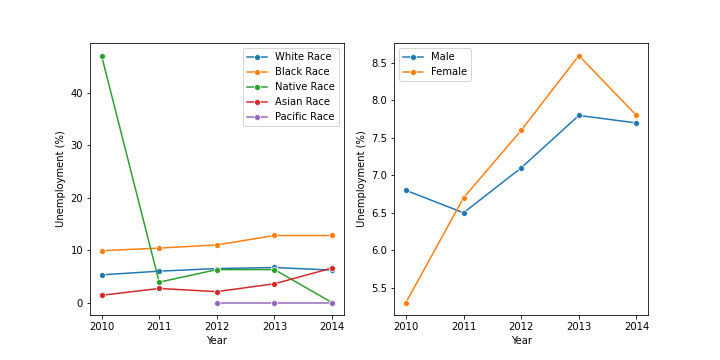 Unemployment (%)
40
30
20
10
0
2010 2011 2012 2013 2014
Year
White Race
Black Race
Native Race
Asian Race
Pacific Race
Unemployment (%)
8.5
8.0
7.5
7.0
6.5
6.0
5.5
2010 2011 2012 2013 2014
Year
Male
Female